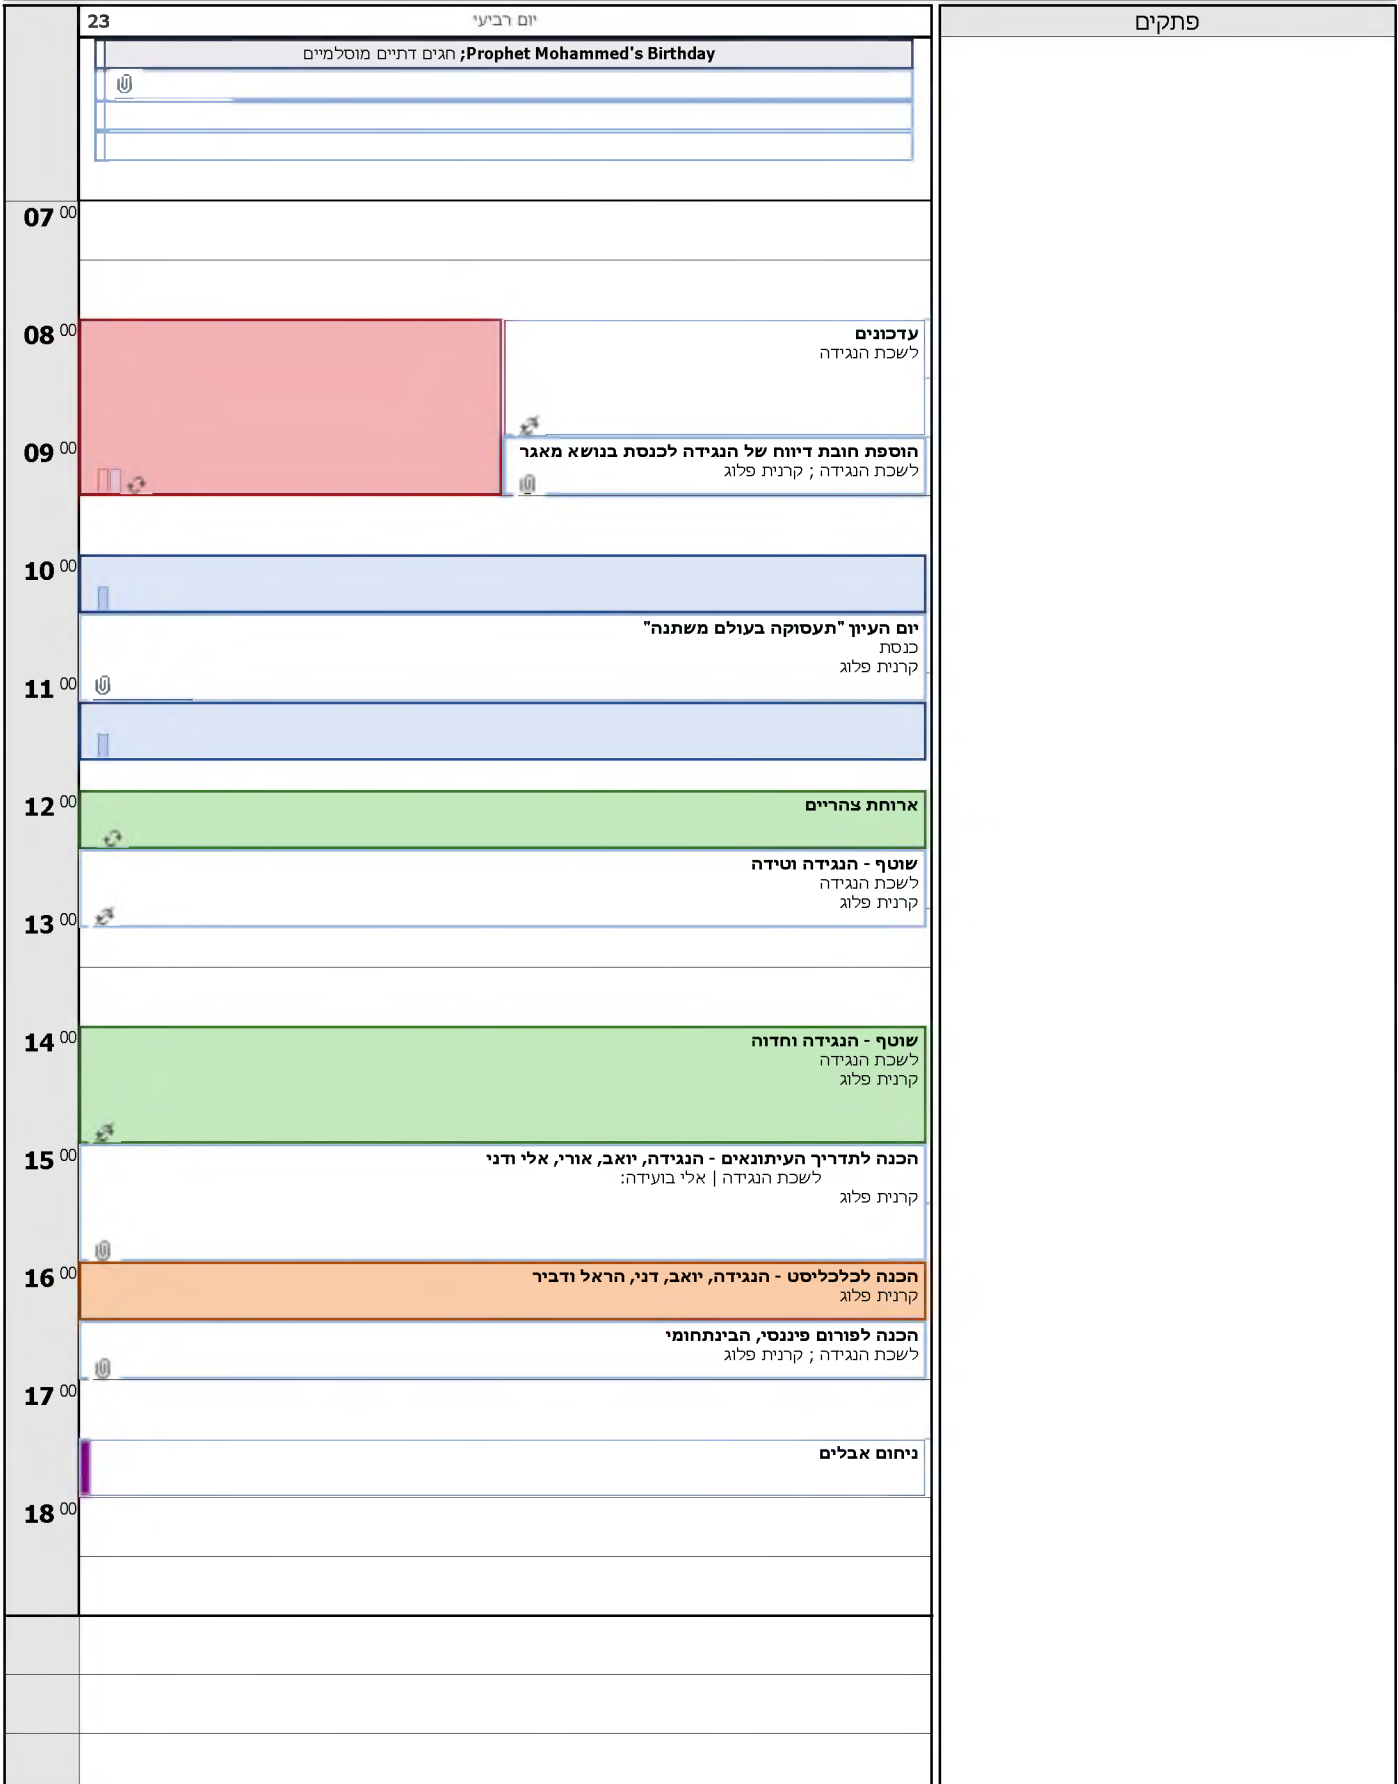 פתקים
23
יום רביעי
Prophet Mohammed's Birthday; חגים דתיים מוסלמיים
07 00
08 00
עדכונים
לשכת הנגידה
09 00
הוספת חובת דיווח של הנגידה לכנסת בנושא מאגר
לשכת הנגידה ; קרנית פלוג
10 00
יום העיון "תעסוקה בעולם משתנה"
כנסת
קרנית פלוג
11 00
12 00
ארוחת צהריים
שוטף - הנגידה וטידה
לשכת הנגידה
קרנית פלוג
13 00
14 00
שוטף - הנגידה וחדוה
לשכת הנגידה
קרנית פלוג
15 00
הכנה לתדריך העיתונאים - הנגידה, יואב, אורי, אלי ודני
לשכת הנגידה | אלי בועידה:
קרנית פלוג
16 00
הכנה לכלכליסט - הנגידה, יואב, דני, הראל ודביר
קרנית פלוג
הכנה לפורום פיננסי, הבינתחומי
לשכת הנגידה ; קרנית פלוג
17 00
ניחום אבלים
18 00